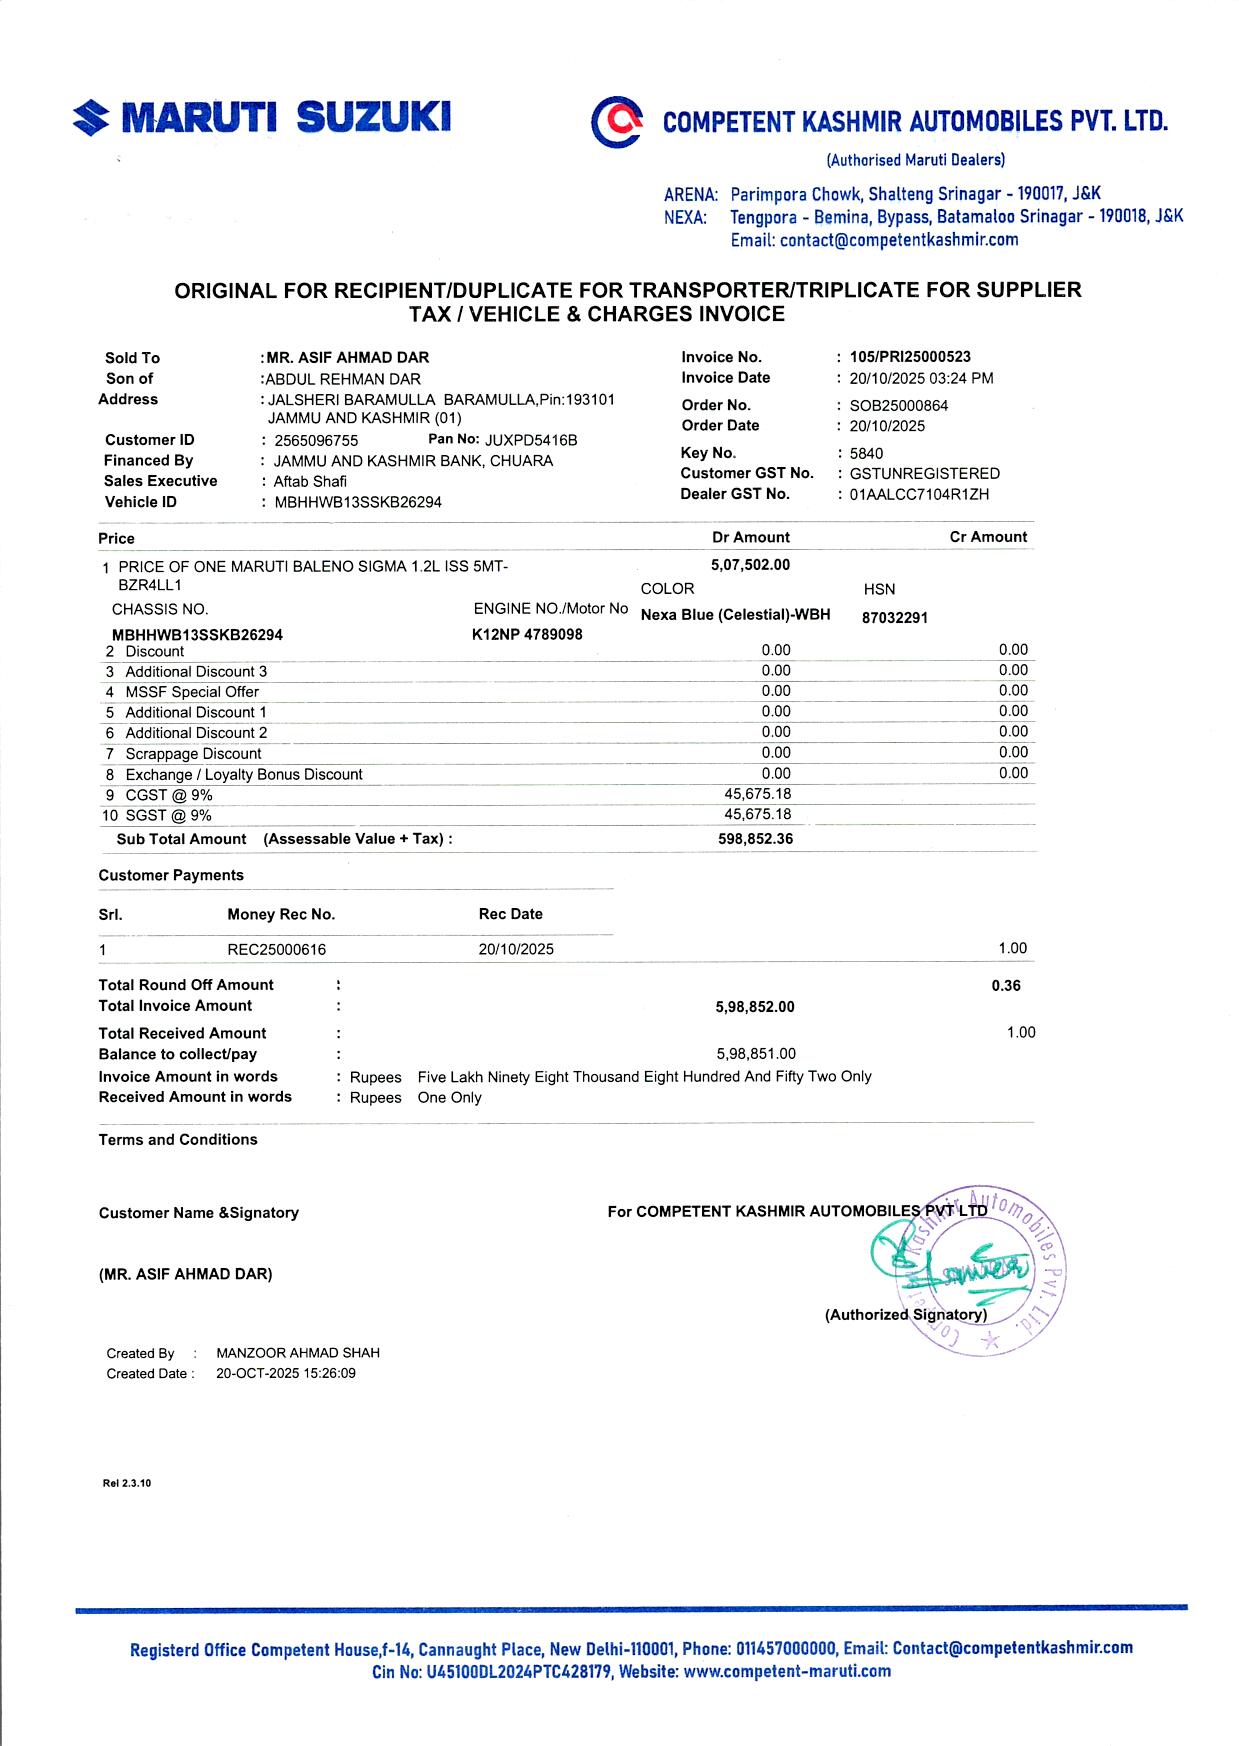 MARUTI SUZUKI
COMPETENT KASHMIR AUTOMOBILES PVT. LTD.
(Authorised Maruti Dealers)
ARENA: Parimpora Chowk, Shalteng Srinagar - 190017, J&K
NEXA: Tengpora - Bemina, Bypass, Batamaloo Srinagar - 190018, J&K
Email: contact@competentkashmir.com
ORIGINAL FOR RECIPIENT/DUPLICATE FOR TRANSPORTER/TRIPLICATE FOR SUPPLIER
TAX / VEHICLE & CHARGES INVOICE
Sold To :MR. ASIF AHMAD DAR
Son of :ABDUL REHMAN DAR
Address : JALSHERI BARAMULLA BARAMULLA,Pin:193101
JAMMU AND KASHMIR (01)
Customer ID : 2565096755 Pan No: JUXPD5416B
Financed By : JAMMU AND KASHMIR BANK, CHUARA
Sales Executive : Aftab Shafi
Vehicle ID : MBHHWB13SSKB26294
Invoice No. : 105/PRI25000523
Invoice Date : 20/10/2025 03:24 PM
Order No. : SOB25000864
Order Date : 20/10/2025
Key No. : 5840
Customer GST No. : GSTUNREGISTERED
Dealer GST No. : 01AALCC7104R1ZH
Price Dr Amount Cr Amount
1 PRICE OF ONE MARUTI BALENO SIGMA 1.2L ISS 5MT- 5,07,502.00
BZR4LL1
COLOR HSN
CHASSIS NO. ENGINE NO./Motor No
Nexa Blue (Celestial)-WBH 87032291
MBHHWB13SSKB26294 K12NP 4789098
2 Discount 0.00 0.00
3 Additional Discount 3 0.00 0.00
4 MSSF Special Offer 0.00 0.00
5 Additional Discount 1 0.00 0.00
6 Additional Discount 2 0.00 0.00
7 Scrappage Discount 0.00 0.00
8 Exchange / Loyalty Bonus Discount 0.00 0.00
9 CGST @ 9% 45,675.18
10 SGST @ 9% 45,675.18
Sub Total Amount (Assessable Value + Tax) : 598,852.36
Customer Payments
Srl. Money Rec No. Rec Date
1 REC25000616 20/10/2025 1.00
Total Round Off Amount : 0.36
Total Invoice Amount : 5,98,852.00
Total Received Amount : 1.00
Balance to collect/pay : 5,98,851.00
Invoice Amount in words : Rupees Five Lakh Ninety Eight Thousand Eight Hundred And Fifty Two Only
Received Amount in words : Rupees One Only
Terms and Conditions
Customer Name &Signatory
For COMPETENT KASHMIR AUTOMOBILES PVT LTD
Kashmir Automobiles Pvt. Ltd.
(MR. ASIF AHMAD DAR)
(Authorized Signatory)
Created By : MANZOOR AHMAD SHAH
Created Date : 20-OCT-2025 15:26:09
Rel 2.3.10
Registerd Office Competent House,f-14, Cannaught Place, New Delhi-110001, Phone: 011457000000, Email: Contact@competentkashmir.com
Cin No: U45100DL2024PTC428179, Website: www.competent-maruti.com